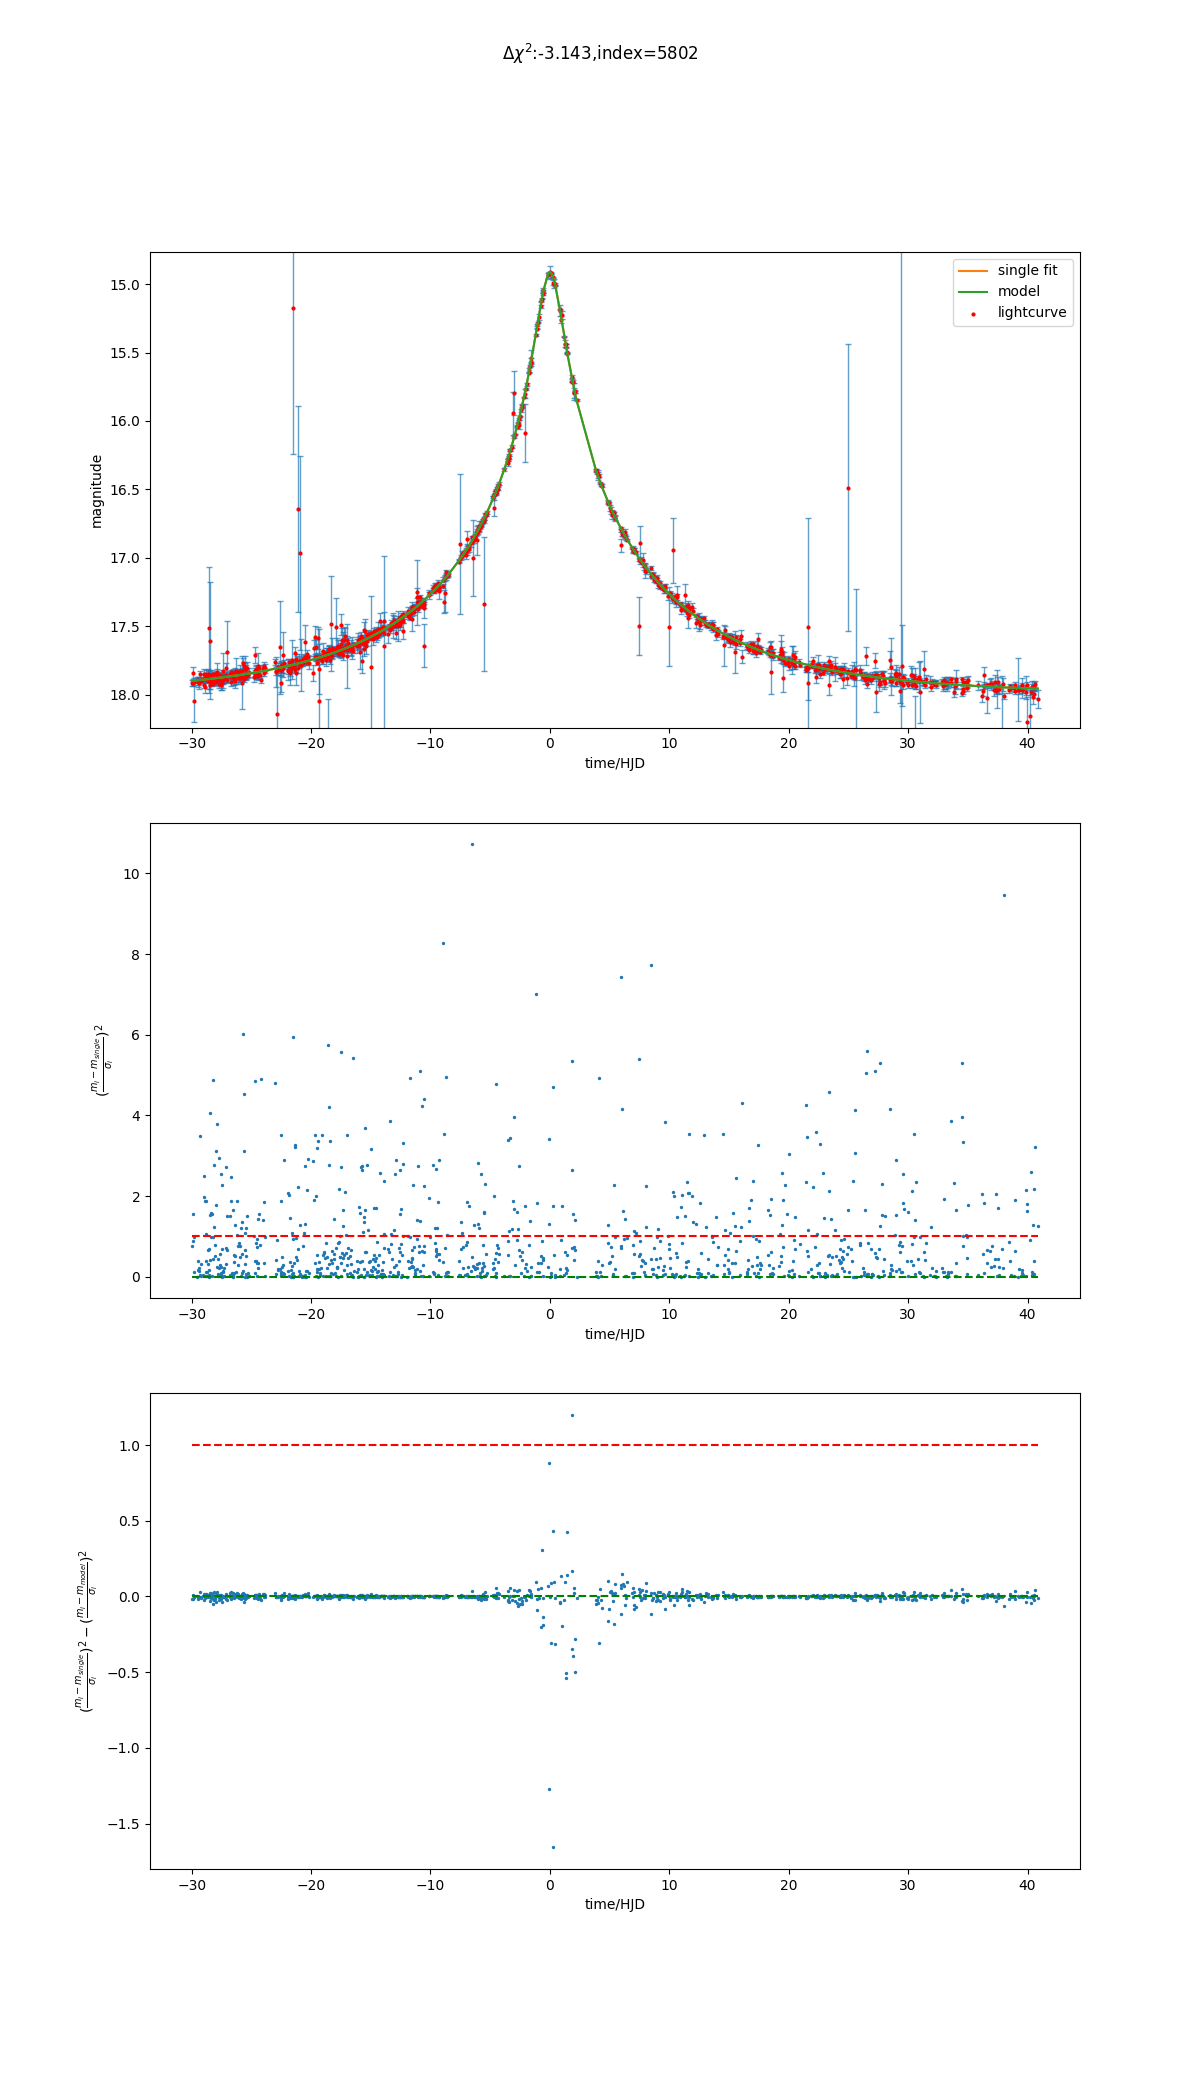 Δχ²:-3.143,index=5802
single fit
model
lightcurve
15.0
15.5
16.0
16.5
17.0
17.5
18.0
magnitude
−30 −20 −10 0 10 20 30 40
time/HJD
10
8
6
4
2
0
(\frac{m_i − m_{single}}{σ_i})²
−30 −20 −10 0 10 20 30 40
time/HJD
1.0
0.5
0.0
−0.5
−1.0
−1.5
(\frac{m_i − m_{single}}{σ_i})² − (\frac{m_i − m_{model}}{σ_i})²
−30 −20 −10 0 10 20 30 40
time/HJD